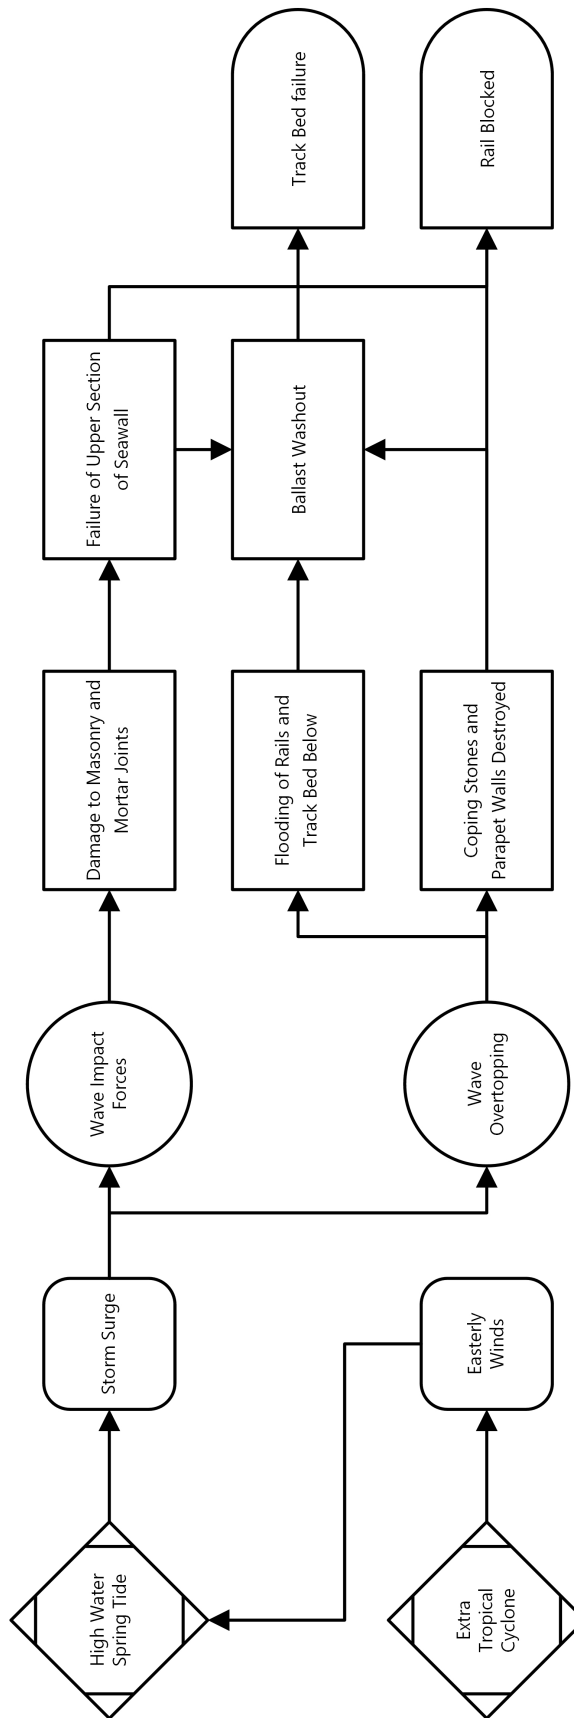 High Water
Spring Tide
Storm Surge
Wave Impact
Forces
Damage to Masonry and
Mortar Joints
Failure of Upper Section
of Seawall
Flooding of Rails and
Track Bed Below
Ballast Washout
Track Bed failure
Extra
Tropical
Cyclone
Easterly
Winds
Wave
Overtopping
Coping Stones and
Parapet Walls Destroyed
Rail Blocked